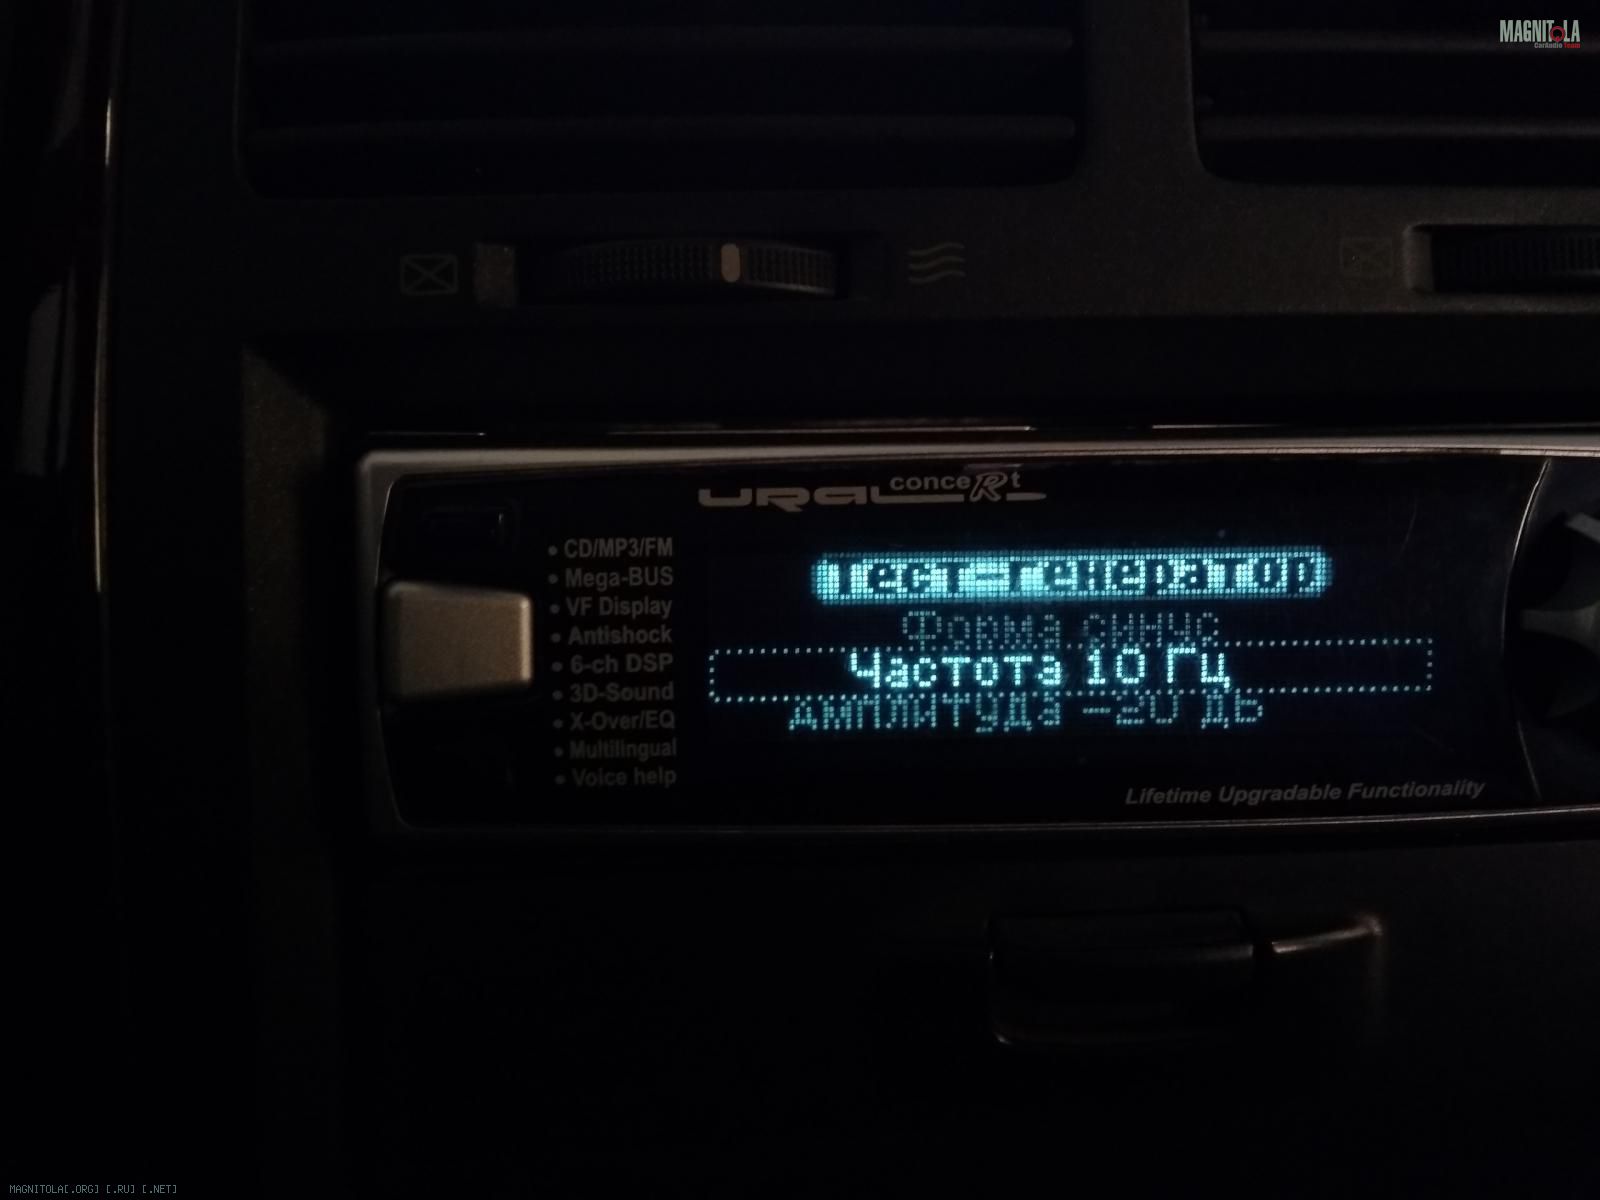 MAGNITOLA
CarAudio Team
URAL conceRt
• CD/MP3/FM
• Mega-BUS
• VF Display
• Antishock
• 6-ch DSP
• 3D-Sound
• X-Over/EQ
• Multilingual
• Voice help
Тест-генератор
Форма синус
Частота 10 Гц
Амплитуда -20 дБ
Lifetime Upgradable Functionality
MAGNITOLA[.ORG] [.RU] [.NET]